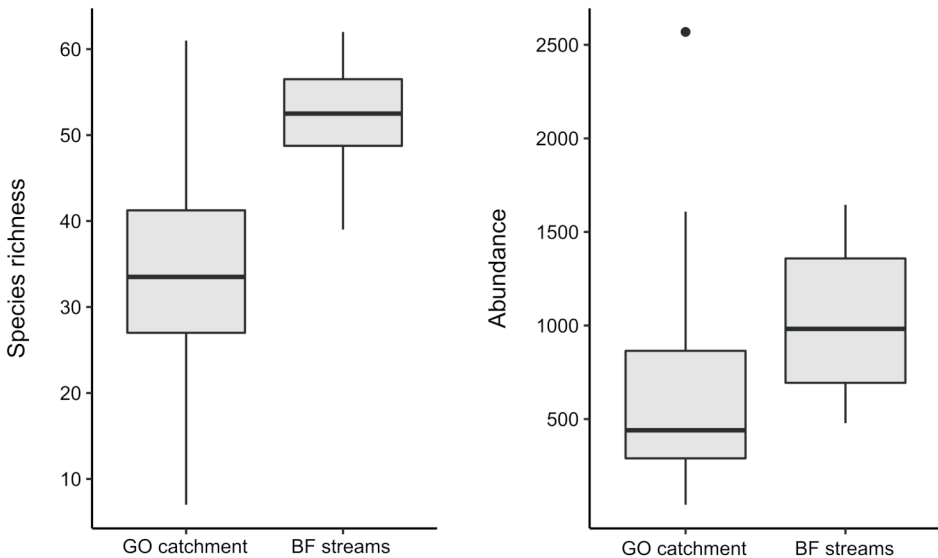 Species richness
60
50
40
30
20
10
GO catchment
BF streams
Abundance
2500
2000
1500
1000
500
GO catchment
BF streams